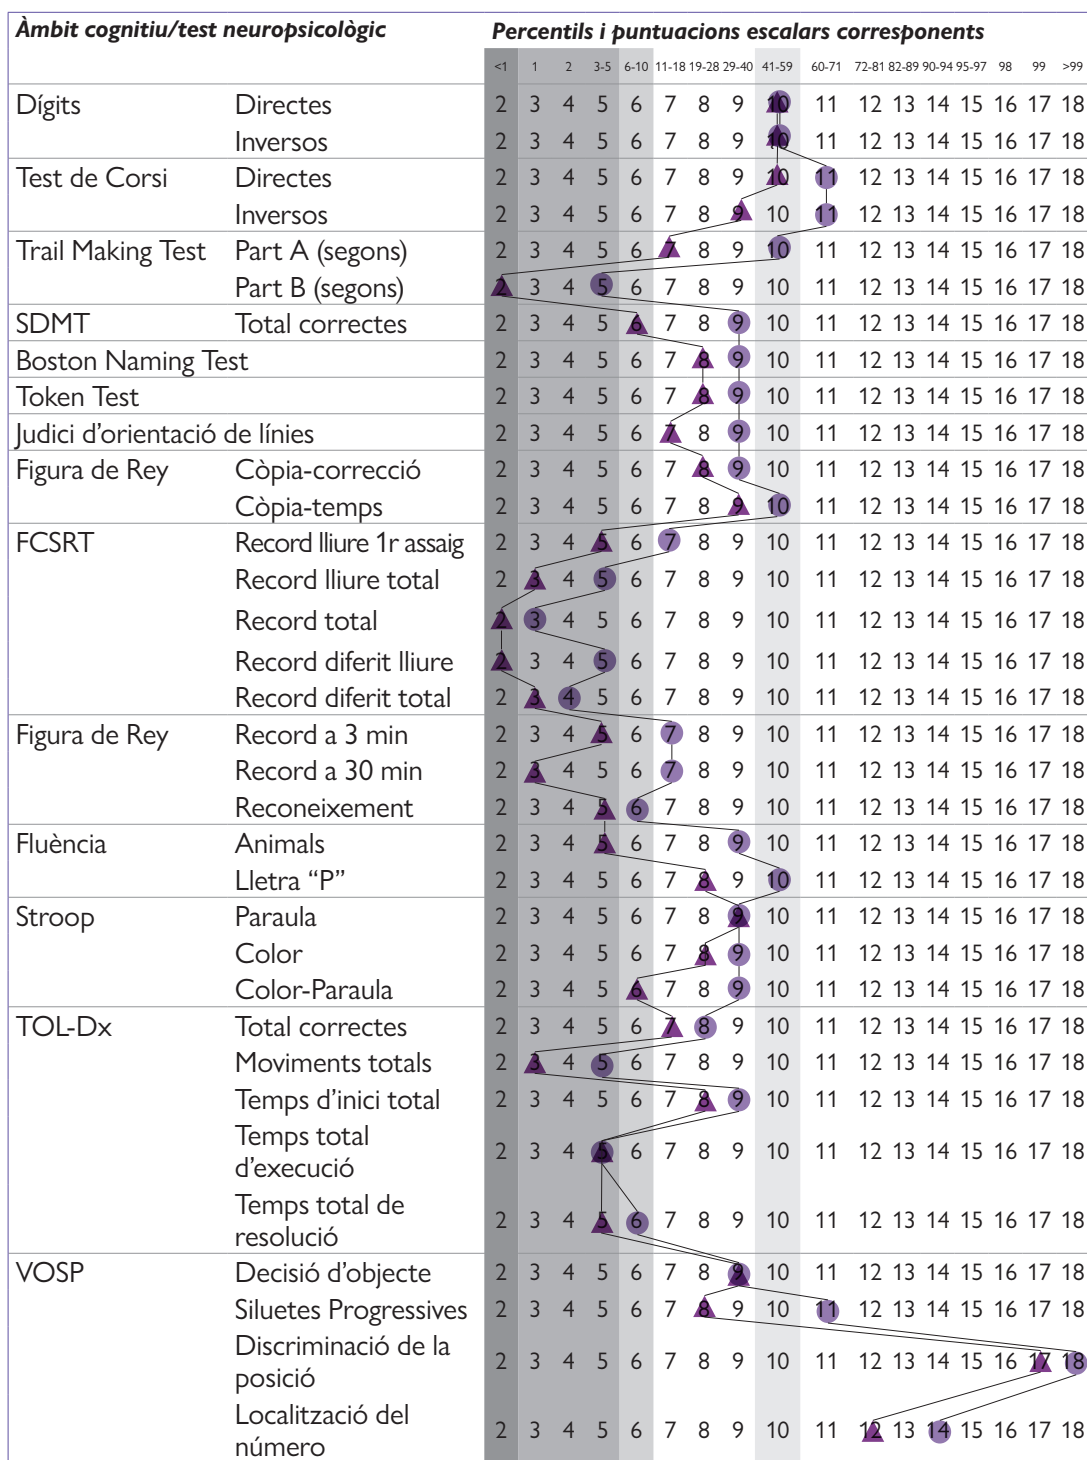 Àmbit cognitiu/test neuropsicològic Percentils i puntuacions escalars corresponents
<1 1 2 3-5 6-10 11-18 19-28 29-40 41-59 60-71 72-81 82-89 90-94 95-97 98 99 >99
Dígits Directes 2 3 4 5 6 7 8 9 10 11 12 13 14 15 16 17 18
Inversos 2 3 4 5 6 7 8 9 10 11 12 13 14 15 16 17 18
Test de Corsi Directes 2 3 4 5 6 7 8 9 10 11 12 13 14 15 16 17 18
Inversos 2 3 4 5 6 7 8 9 10 11 12 13 14 15 16 17 18
Trail Making Test Part A (segons) 2 3 4 5 6 7 8 9 10 11 12 13 14 15 16 17 18
Part B (segons) 2 3 4 5 6 7 8 9 10 11 12 13 14 15 16 17 18
SDMT Total correctes 2 3 4 5 6 7 8 9 10 11 12 13 14 15 16 17 18
Boston Naming Test 2 3 4 5 6 7 8 9 10 11 12 13 14 15 16 17 18
Token Test 2 3 4 5 6 7 8 9 10 11 12 13 14 15 16 17 18
Judici d'orientació de línies 2 3 4 5 6 7 8 9 10 11 12 13 14 15 16 17 18
Figura de Rey Còpia-correcció 2 3 4 5 6 7 8 9 10 11 12 13 14 15 16 17 18
Còpia-temps 2 3 4 5 6 7 8 9 10 11 12 13 14 15 16 17 18
FCSRT Record lliure 1r assaig 2 3 4 5 6 7 8 9 10 11 12 13 14 15 16 17 18
Record lliure total 2 3 4 5 6 7 8 9 10 11 12 13 14 15 16 17 18
Record total 2 3 4 5 6 7 8 9 10 11 12 13 14 15 16 17 18
Record diferit lliure 2 3 4 5 6 7 8 9 10 11 12 13 14 15 16 17 18
Record diferit total 2 3 4 5 6 7 8 9 10 11 12 13 14 15 16 17 18
Figura de Rey Record a 3 min 2 3 4 5 6 7 8 9 10 11 12 13 14 15 16 17 18
Record a 30 min 2 3 4 5 6 7 8 9 10 11 12 13 14 15 16 17 18
Reconeixement 2 3 4 5 6 7 8 9 10 11 12 13 14 15 16 17 18
Fluència Animals 2 3 4 5 6 7 8 9 10 11 12 13 14 15 16 17 18
Lletra “P” 2 3 4 5 6 7 8 9 10 11 12 13 14 15 16 17 18
Stroop Paraula 2 3 4 5 6 7 8 9 10 11 12 13 14 15 16 17 18
Color 2 3 4 5 6 7 8 9 10 11 12 13 14 15 16 17 18
Color-Paraula 2 3 4 5 6 7 8 9 10 11 12 13 14 15 16 17 18
TOL-Dx Total correctes 2 3 4 5 6 7 8 9 10 11 12 13 14 15 16 17 18
Moviments totals 2 3 4 5 6 7 8 9 10 11 12 13 14 15 16 17 18
Temps d'inici total 2 3 4 5 6 7 8 9 10 11 12 13 14 15 16 17 18
Temps total
d'execució 2 3 4 5 6 7 8 9 10 11 12 13 14 15 16 17 18
Temps total de
resolució 2 3 4 5 6 7 8 9 10 11 12 13 14 15 16 17 18
VOSP Decisió d'objecte 2 3 4 5 6 7 8 9 10 11 12 13 14 15 16 17 18
Siluetes Progressives 2 3 4 5 6 7 8 9 10 11 12 13 14 15 16 17 18
Discriminació de la
posició 2 3 4 5 6 7 8 9 10 11 12 13 14 15 16 17 18
Localització del
número 2 3 4 5 6 7 8 9 10 11 12 13 14 15 16 17 18